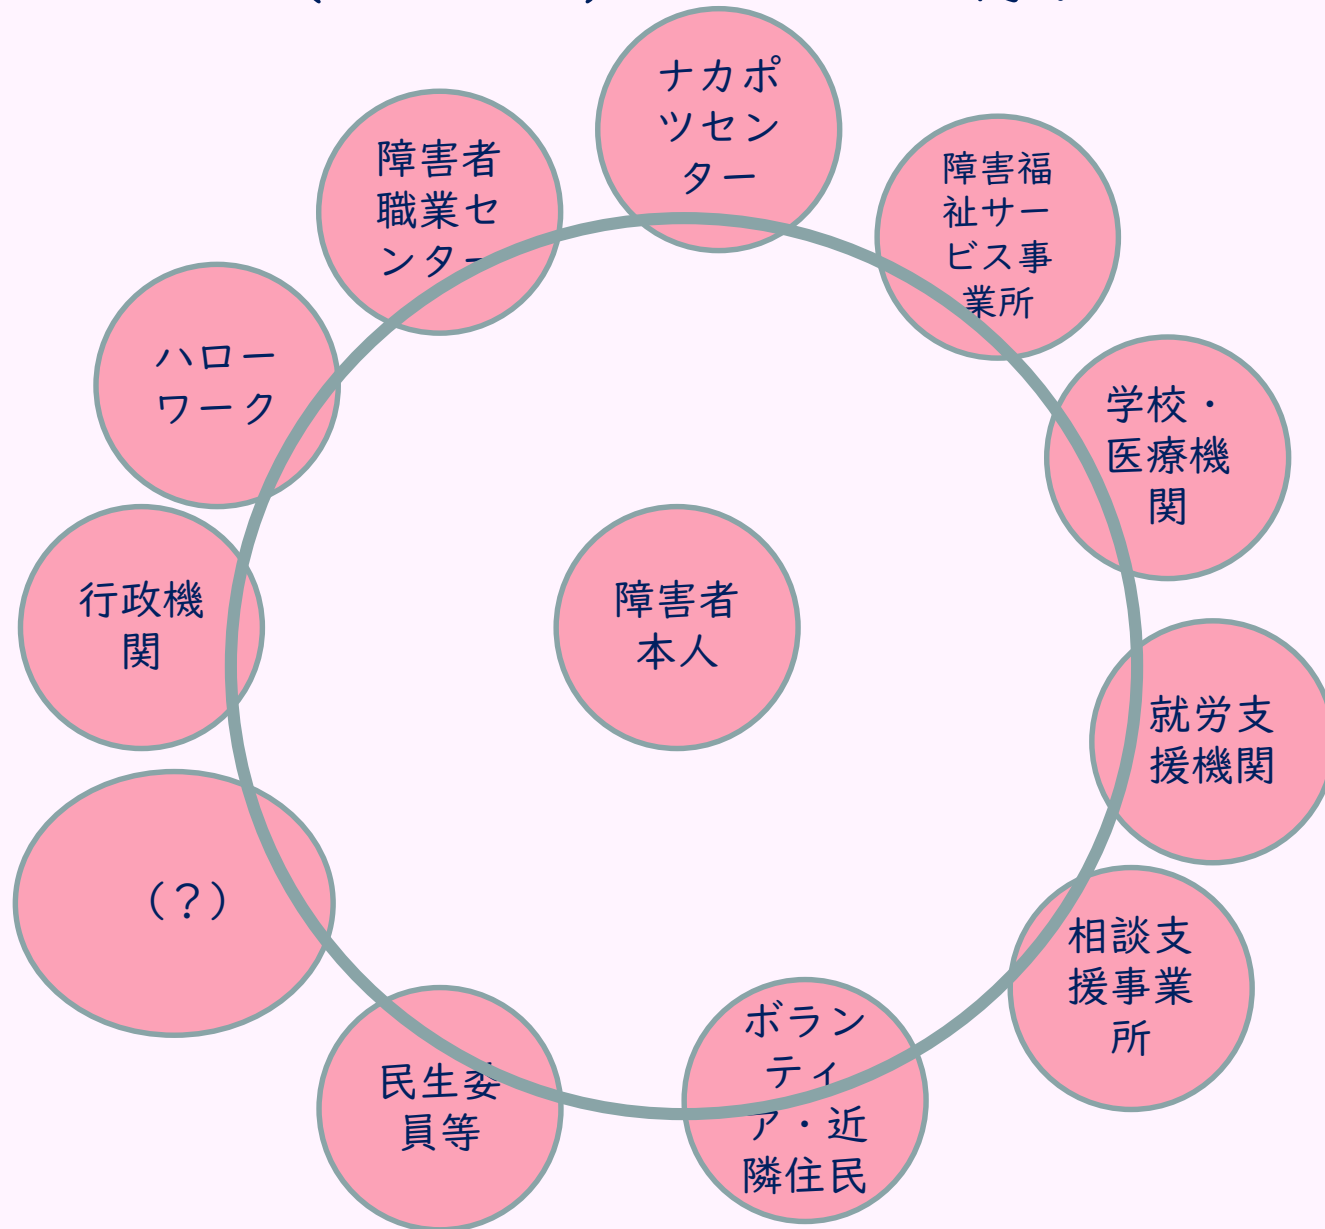 ナカポ
ツセン
ター
障害者
職業セ
ンター
障害福
祉サー
ビス事
業所
ハロー
ワーク
学校・
医療機
関
行政機
関
障害者
本人
就労支
援機関
(?)
相談支
援事業
所
民生委
員等
ボラン
ティ
ア・近
隣住民